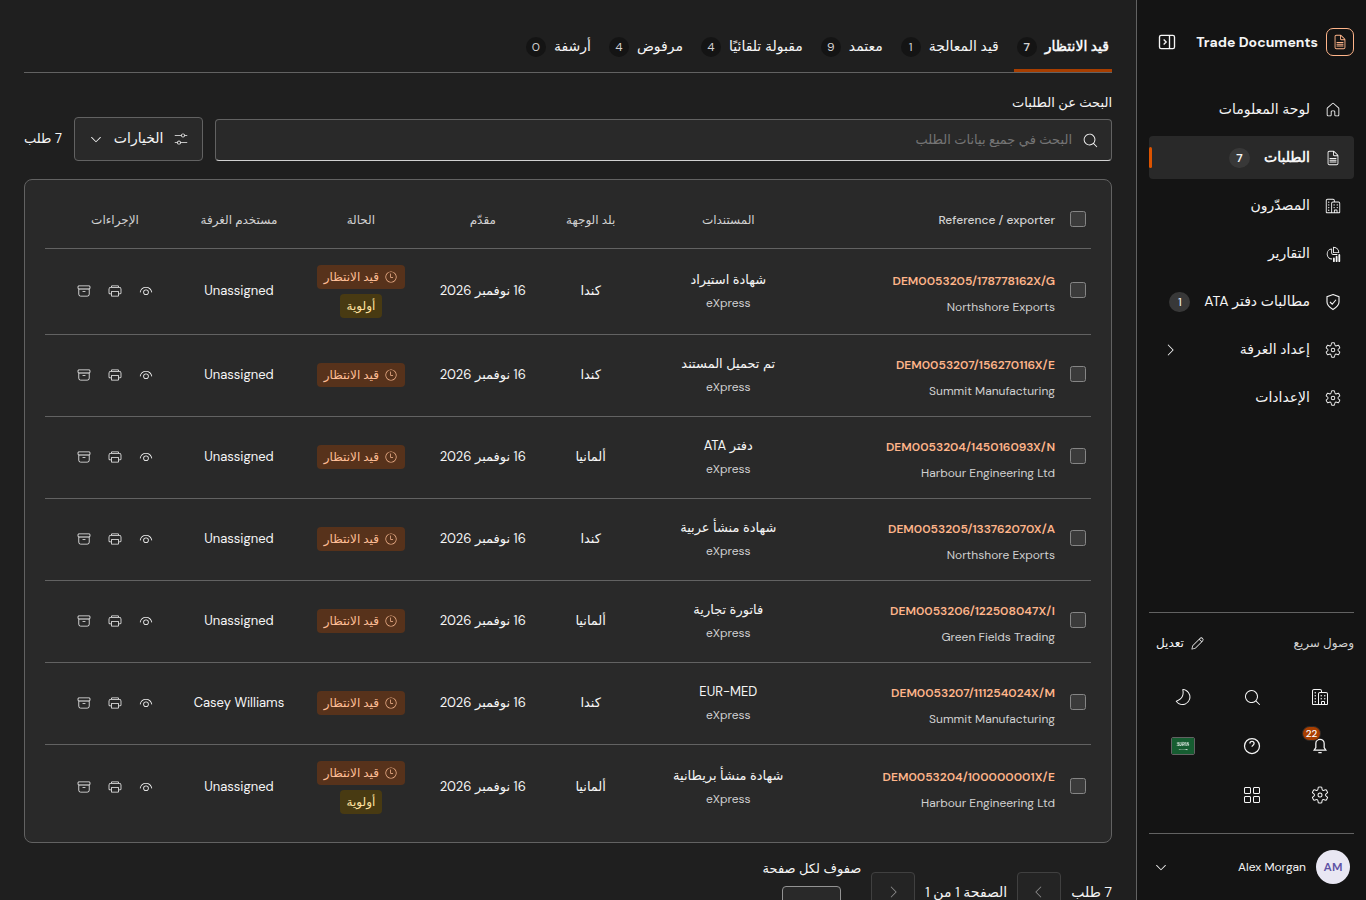 Trade Documents
لوحة المعلومات
الطلبات 7
المصدّرون
التقارير
مطالبات دفتر ATA 1
إعداد الغرفة
الإعدادات
وصول سريع
تعديل
22
Alex Morgan
AM
قيد الانتظار 7
قيد المعالجة 1
معتمد 9
مقبولة تلقائيًا 4
مرفوض 4
أرشفة 0
البحث عن الطلبات
البحث في جميع بيانات الطلب
الخيارات
7 طلب
Reference / exporter
المستندات
بلد الوجهة
مقدّم
الحالة
مستخدم الغرفة
الإجراءات
DEM0053205/178778162X/G
Northshore Exports
شهادة استيراد
eXpress
كندا
16 نوفمبر 2026
قيد الانتظار
أولوية
Unassigned
DEM0053207/156270116X/E
Summit Manufacturing
تم تحميل المستند
eXpress
كندا
16 نوفمبر 2026
قيد الانتظار
Unassigned
DEM0053204/145016093X/N
Harbour Engineering Ltd
دفتر ATA
eXpress
ألمانيا
16 نوفمبر 2026
قيد الانتظار
Unassigned
DEM0053205/133762070X/A
Northshore Exports
شهادة منشأ عربية
eXpress
كندا
16 نوفمبر 2026
قيد الانتظار
Unassigned
DEM0053206/122508047X/I
Green Fields Trading
فاتورة تجارية
eXpress
ألمانيا
16 نوفمبر 2026
قيد الانتظار
Unassigned
DEM0053207/111254024X/M
Summit Manufacturing
EUR-MED
eXpress
كندا
16 نوفمبر 2026
قيد الانتظار
Casey Williams
DEM0053204/100000001X/E
Harbour Engineering Ltd
شهادة منشأ بريطانية
eXpress
ألمانيا
16 نوفمبر 2026
قيد الانتظار
أولوية
Unassigned
7 طلب
الصفحة 1 من 1
صفوف لكل صفحة